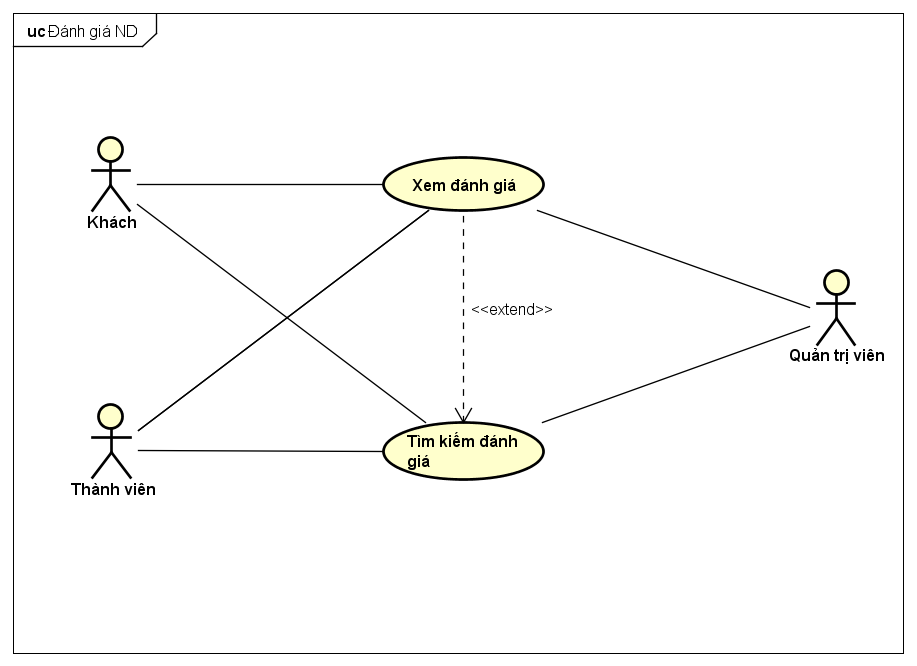 uc Đánh giá ND
Khách
Xem đánh giá
<<extend>>
Quản trị viên
Tìm kiếm đánh
giá
Thành viên